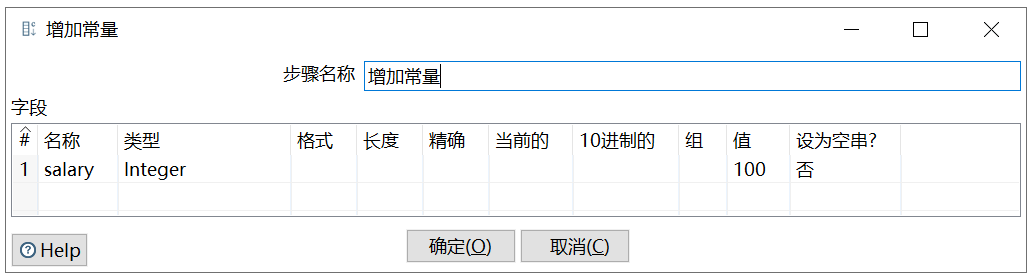 增加常量
步骤名称 增加常量
字段
# 名称 类型 格式 长度 精确 当前的 10进制的 组 值 设为空串?
1 salary Integer 100 否
Help 确定(O) 取消(C)